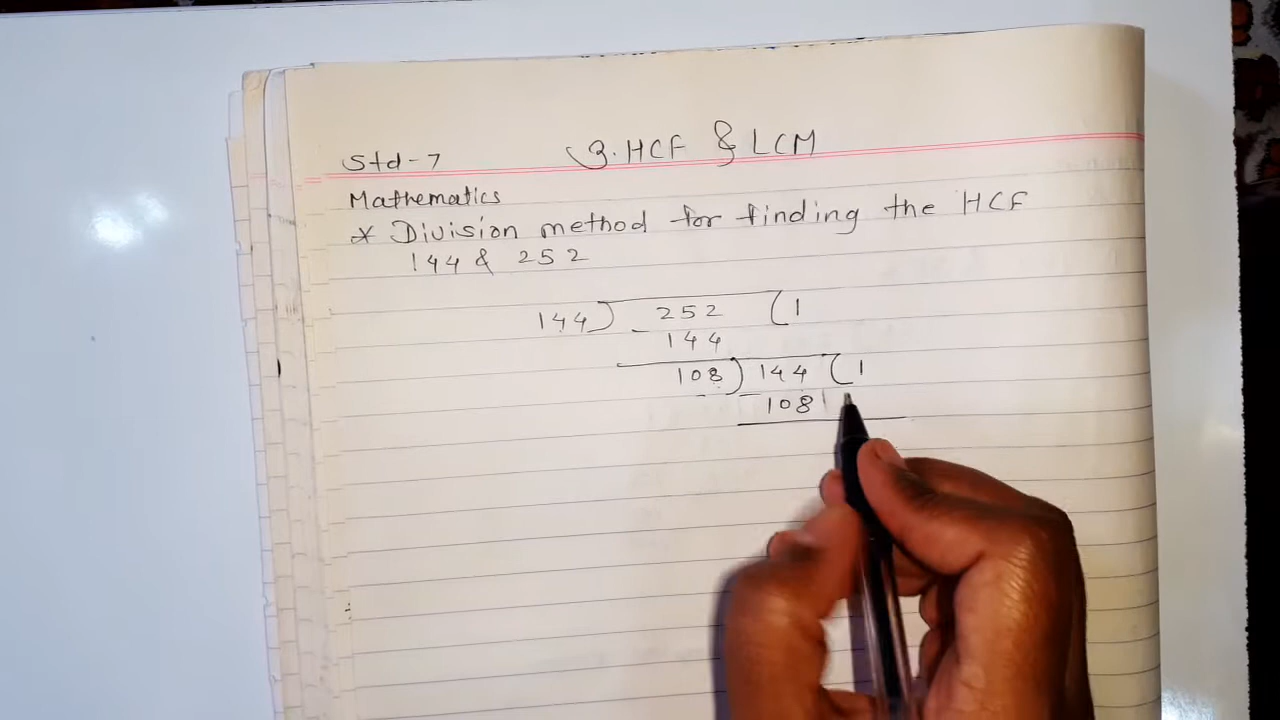 Std-7
3. HCF & LCM
Mathematics
* Division method for finding the HCF
144 & 252
144) 252 (1
- 144
108) 144 (1
- 108